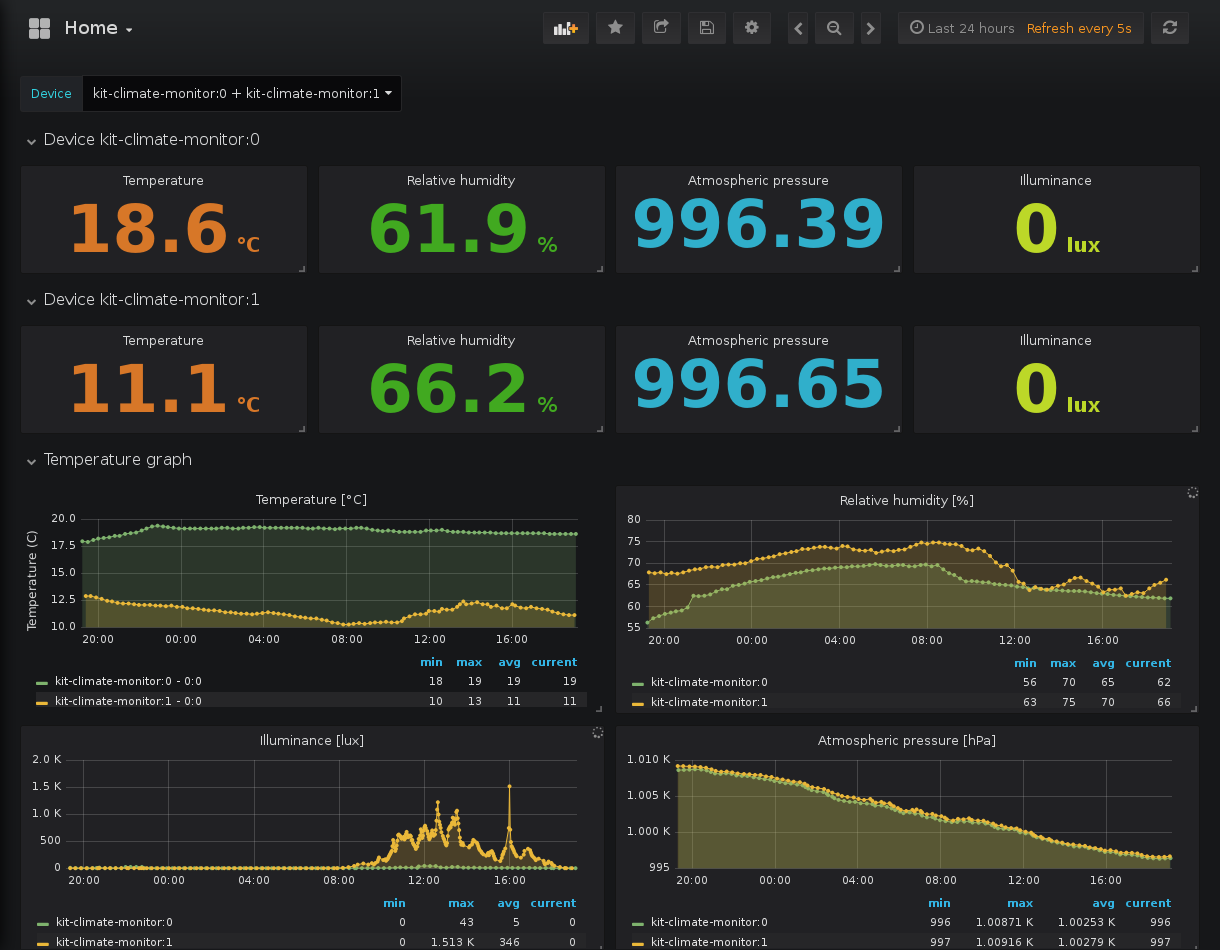 Home
Last 24 hours Refresh every 5s
Device kit-climate-monitor:0 + kit-climate-monitor:1
Device kit-climate-monitor:0
Temperature Relative humidity Atmospheric pressure Illuminance
18.6 °C 61.9 % 996.39 0 lux
Device kit-climate-monitor:1
Temperature Relative humidity Atmospheric pressure Illuminance
11.1 °C 66.2 % 996.65 0 lux
Temperature graph
Temperature [°C]
Temperature (C)
20.0
17.5
15.0
12.5
10.0
20:00 00:00 04:00 08:00 12:00 16:00
min max avg current
kit-climate-monitor:0 - 0:0 18 19 19 19
kit-climate-monitor:1 - 0:0 10 13 11 11
Relative humidity [%]
80
75
70
65
60
55
20:00 00:00 04:00 08:00 12:00 16:00
min max avg current
kit-climate-monitor:0 56 70 65 62
kit-climate-monitor:1 63 75 70 66
Illuminance [lux]
2.0 K
1.5 K
1.0 K
500
0
20:00 00:00 04:00 08:00 12:00 16:00
min max avg current
kit-climate-monitor:0 0 43 5 0
kit-climate-monitor:1 0 1.513 K 346 0
Atmospheric pressure [hPa]
1.010 K
1.005 K
1.000 K
995
20:00 00:00 04:00 08:00 12:00 16:00
min max avg current
kit-climate-monitor:0 996 1.00871 K 1.00253 K 996
kit-climate-monitor:1 997 1.00916 K 1.00279 K 997